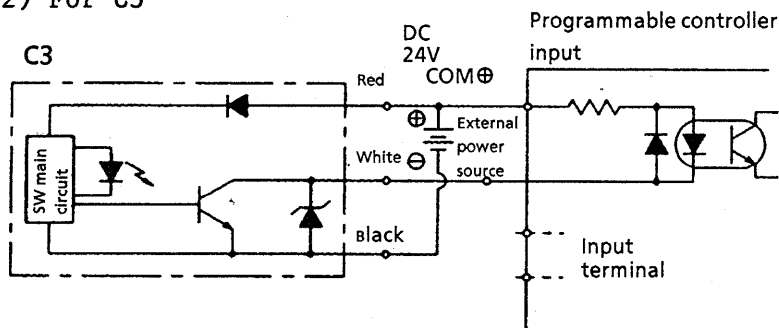 2) For C3
Programmable controller
input
DC
24V
COM⊕
C3
Red
⊕
External
power
source
White ⊖
SW main
circuit
Black
Input
terminal